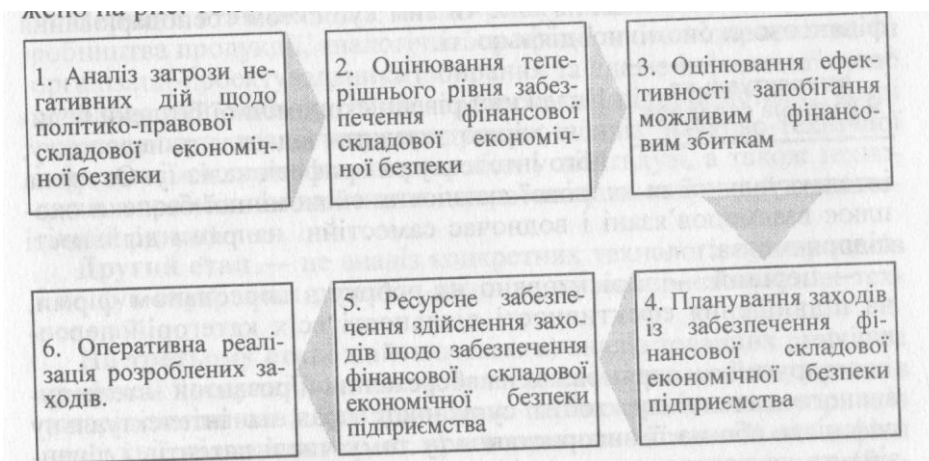 жено на рис.
1. Аналіз загрози не-
гативних дій щодо
політико-правової
складової економіч-
ної безпеки
2. Оцінювання тепе-
рішнього рівня забез-
печення фінансової
складової економіч-
ної безпеки
3. Оцінювання ефек-
тивності запобігання
можливим фінансо-
вим збиткам
4. Планування заходів
із забезпечення фі-
нансової складової
економічної безпеки
підприємства
5. Ресурсне забезпе-
чення здійснення захо-
дів щодо забезпечення
фінансової складової
економічної безпеки
підприємства
6. Оперативна реалі-
зація розроблених за-
ходів.